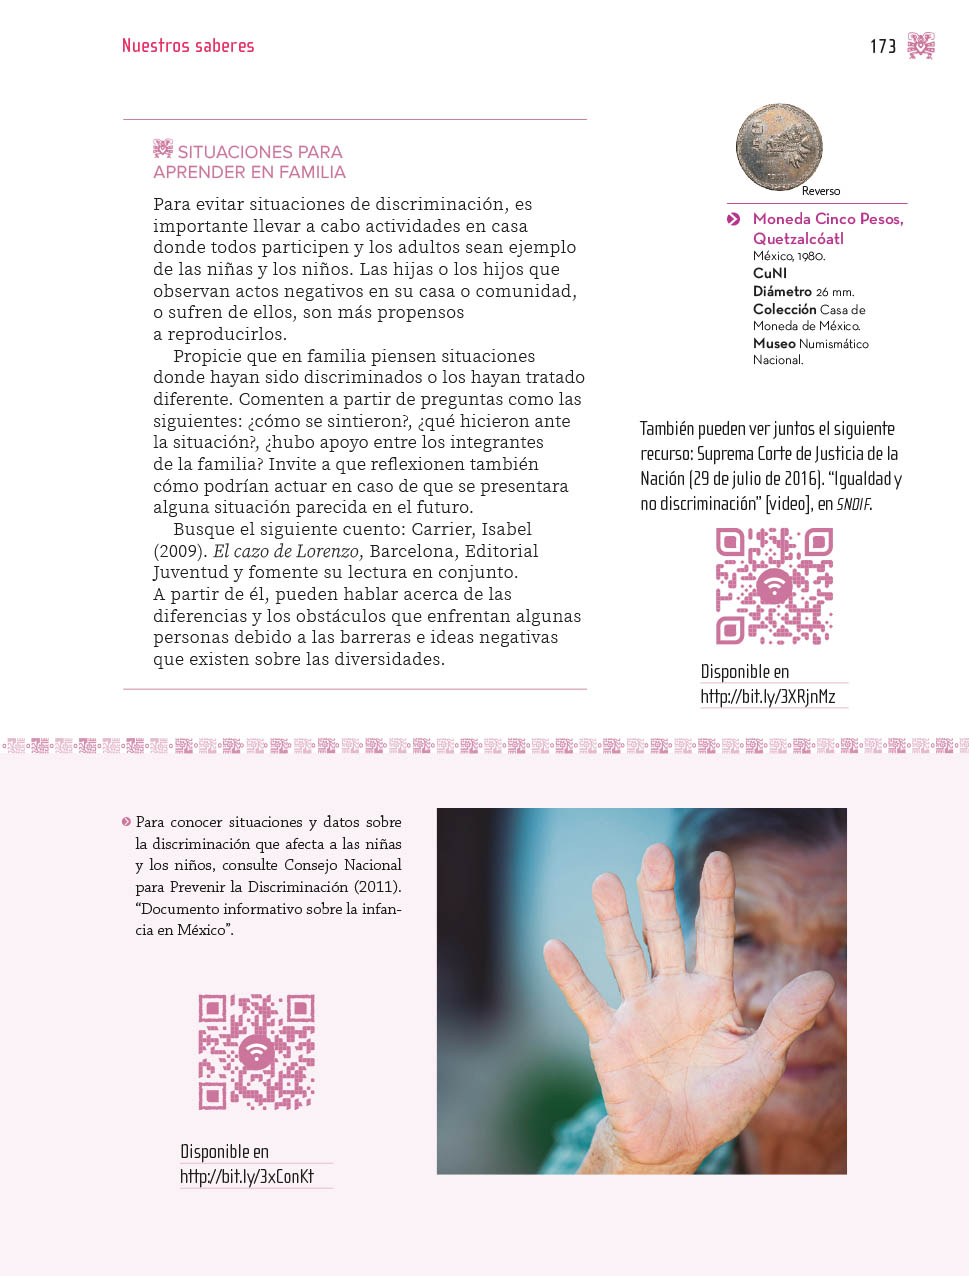 Nuestros saberes
173
SITUACIONES PARA
APRENDER EN FAMILIA
Para evitar situaciones de discriminación, es
importante llevar a cabo actividades en casa
donde todos participen y los adultos sean ejemplo
de las niñas y los niños. Las hijas o los hijos que
observan actos negativos en su casa o comunidad,
o sufren de ellos, son más propensos
a reproducirlos.
Propicie que en familia piensen situaciones
donde hayan sido discriminados o los hayan tratado
diferente. Comenten a partir de preguntas como las
siguientes: ¿cómo se sintieron?, ¿qué hicieron ante
la situación?, ¿hubo apoyo entre los integrantes
de la familia? Invite a que reflexionen también
cómo podrían actuar en caso de que se presentara
alguna situación parecida en el futuro.
Busque el siguiente cuento: Carrier, Isabel
(2009). El cazo de Lorenzo, Barcelona, Editorial
Juventud y fomente su lectura en conjunto.
A partir de él, pueden hablar acerca de las
diferencias y los obstáculos que enfrentan algunas
personas debido a las barreras e ideas negativas
que existen sobre las diversidades.
Reverso
Moneda Cinco Pesos,
Quetzalcóatl
México, 1980.
CuNI
Diámetro 26 mm.
Colección Casa de
Moneda de México.
Museo Numismático
Nacional.
También pueden ver juntos el siguiente
recurso: Suprema Corte de Justicia de la
Nación (29 de julio de 2016). “Igualdad y
no discriminación” [video], en SNDIF.
Disponible en
http://bit.ly/3XRjnMz
Para conocer situaciones y datos sobre
la discriminación que afecta a las niñas
y los niños, consulte Consejo Nacional
para Prevenir la Discriminación (2011).
“Documento informativo sobre la infan-
cia en México”.
Disponible en
http://bit.ly/3xConKt